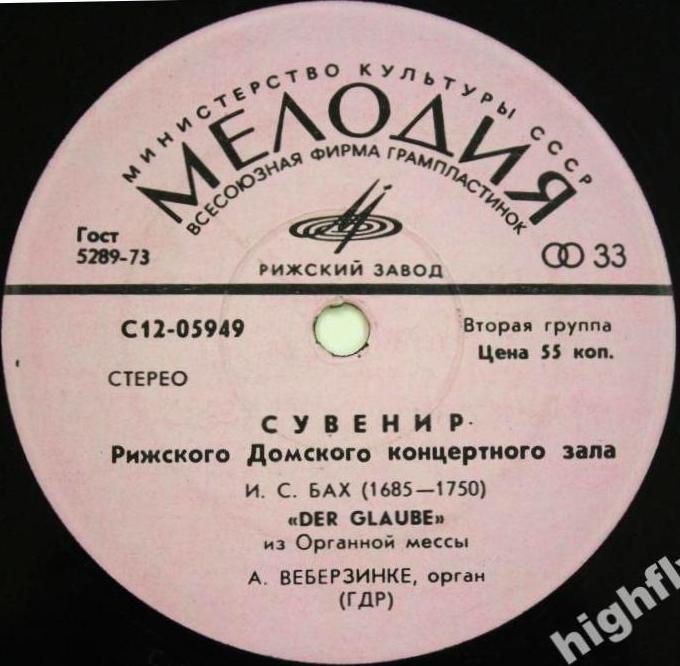 МИНИСТЕРСТВО КУЛЬТУРЫ СССР
МЕЛОДИЯ
ВСЕСОЮЗНАЯ ФИРМА ГРАМПЛАСТИНОК
Гост
5289-73
РИЖСКИЙ ЗАВОД
33
С12-05949
Вторая группа
Цена 55 коп.
СТЕРЕО
СУВЕНИР
Рижского Домского концертного зала
И. С. БАХ (1685—1750)
«DER GLAUBE»
из Органной мессы
А. ВЕБЕРЗИНКЕ, орган
(ГДР)